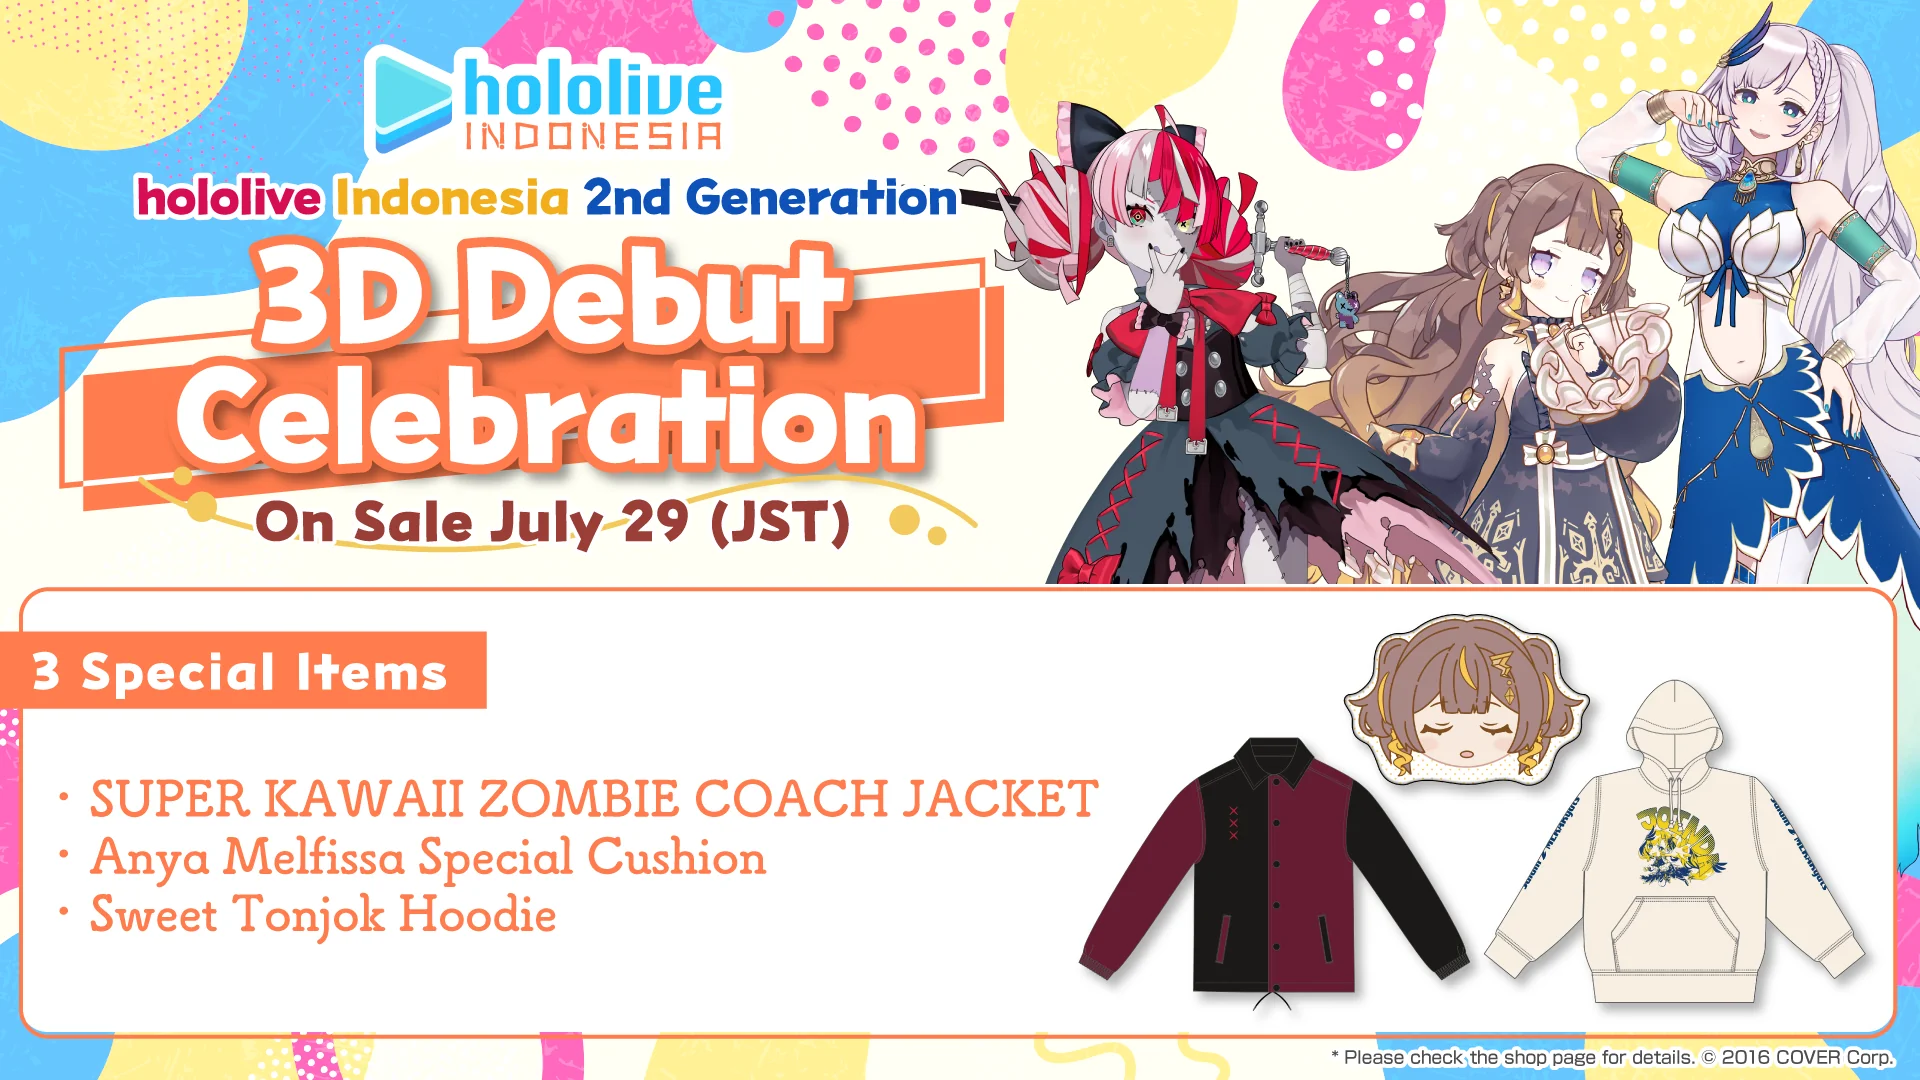 hololive
INDONESIA
hololive Indonesia 2nd Generation
3D Debut
Celebration
On Sale July 29 (JST)
3 Special Items
・SUPER KAWAII ZOMBIE COACH JACKET
・Anya Melfissa Special Cushion
・Sweet Tonjok Hoodie
* Please check the shop page for details. © 2016 COVER Corp.